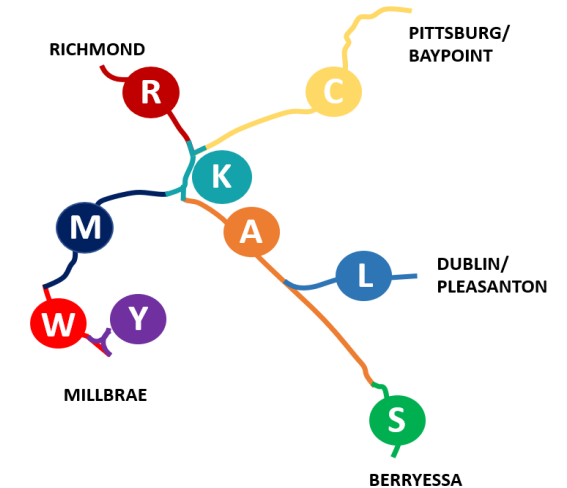 PITTSBURG/
BAYPOINT
RICHMOND
R
C
K
M
A
L
DUBLIN/
PLEASANTON
W
Y
MILLBRAE
S
BERRYESSA